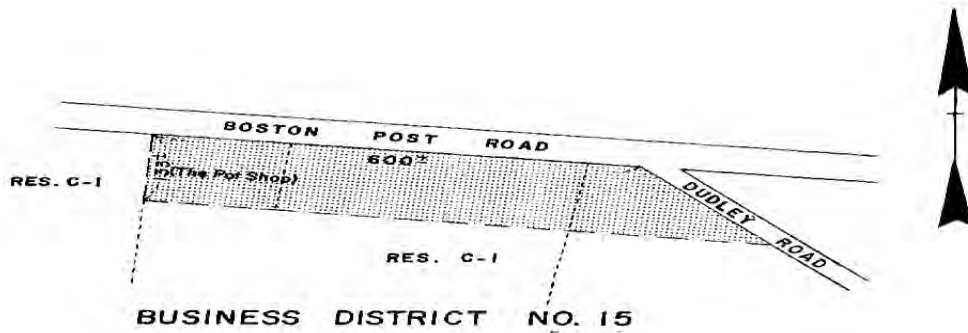 BOSTON POST ROAD
600±
(The Pot Shop)
RES. C-1
DUDLEY ROAD
RES. C-1
BUSINESS DISTRICT NO. 15